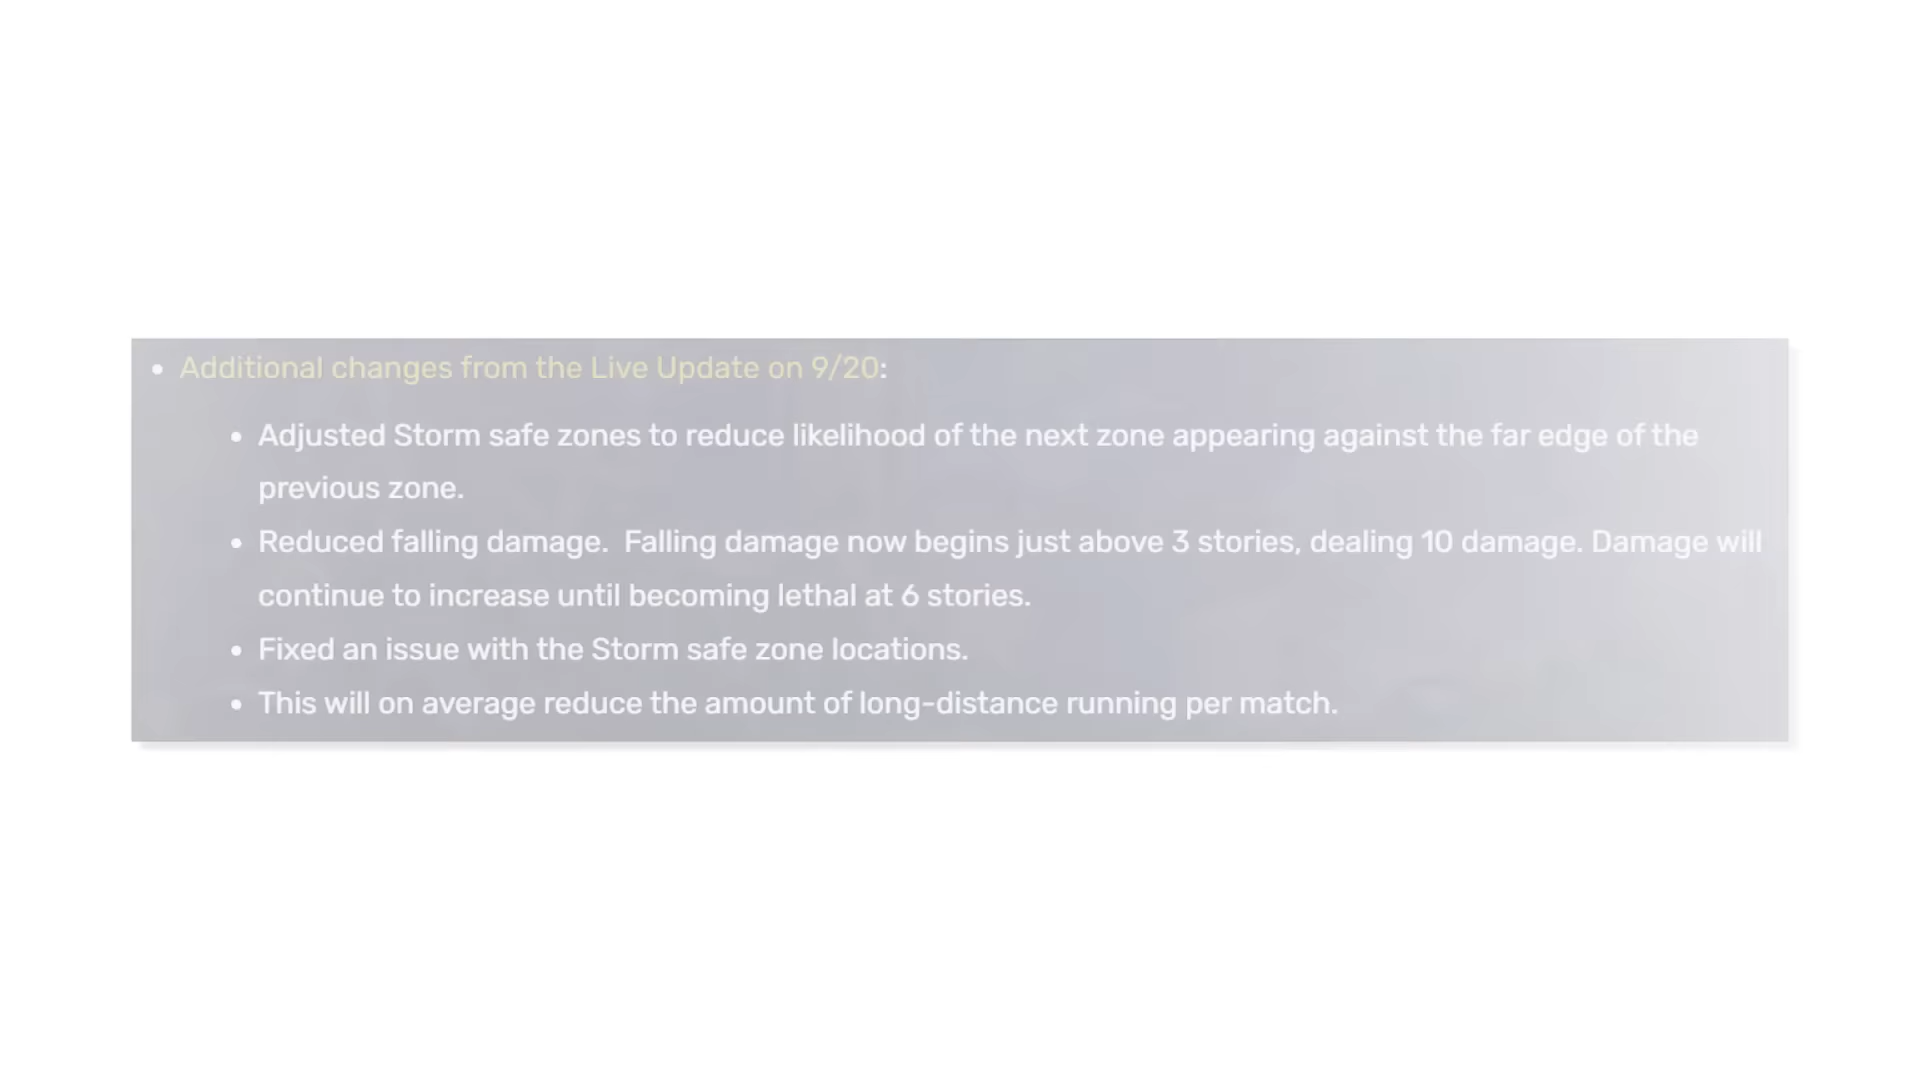 • Additional changes from the Live Update on 9/20:
• Adjusted Storm safe zones to reduce likelihood of the next zone appearing against the far edge of the
previous zone.
• Reduced falling damage.  Falling damage now begins just above 3 stories, dealing 10 damage. Damage will
continue to increase until becoming lethal at 6 stories.
• Fixed an issue with the Storm safe zone locations.
• This will on average reduce the amount of long-distance running per match.